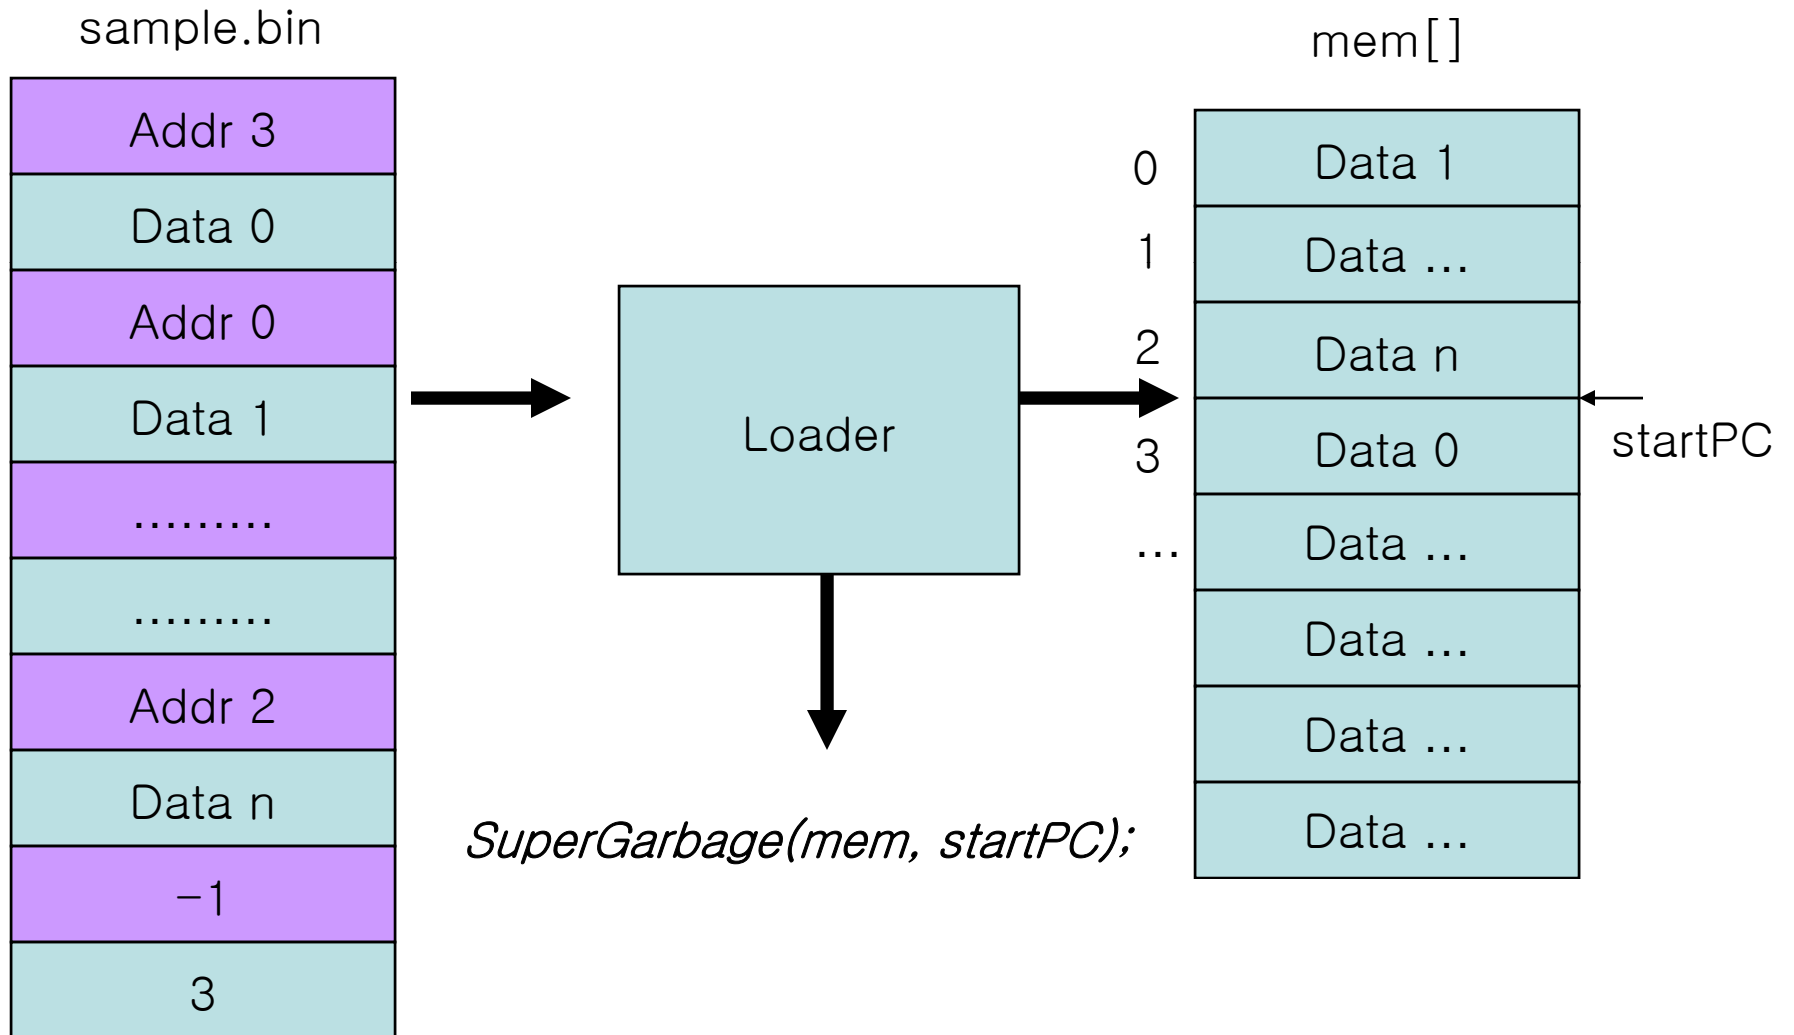 sample.bin
Addr 3
Data 0
Addr 0
Data 1
.........
.........
Addr 2
Data n
-1
3
Loader
SuperGarbage(mem, startPC);
mem[]
0
Data 1
1
Data ...
2
Data n
3
Data 0
startPC
...
Data ...
Data ...
Data ...
Data ...